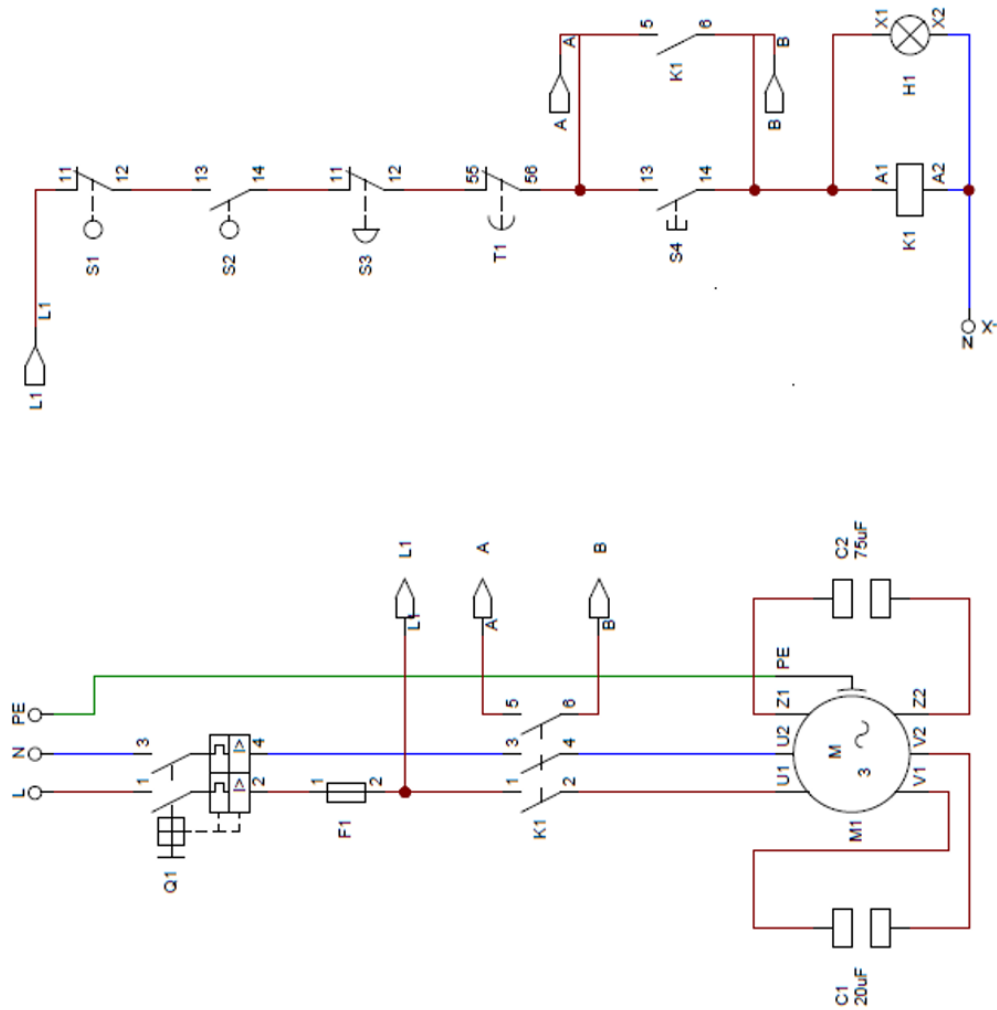 L1
L1
11
12
S1
13
14
S2
11
12
S3
55
56
T1
A
A
5
6
K1
B
B
13
14
S4
X1
X2
H1
A1
A2
K1
N
L
N
PE
1
3
I>
I>
2
4
Q1
1
2
F1
L1
L1
A
A
B
B
1
3
5
2
4
6
K1
U1
U2
Z1
PE
M
3
M1
V1
V2
Z2
C1
20uF
C2
75uF